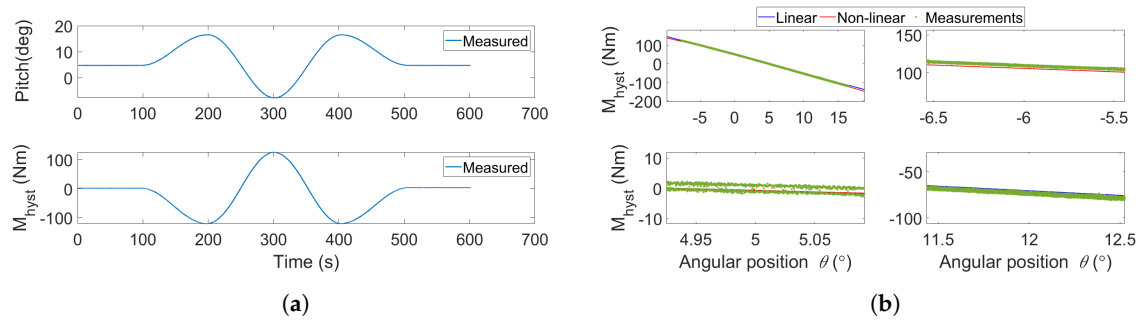 20
10
0
Pitch(deg)
Measured
0 100 200 300 400 500 600 700
100
0
-100
M_hyst (Nm)
Measured
0 100 200 300 400 500 600 700
Time (s)
(a)
Linear Non-linear Measurements
100
0
-100
-200
M_hyst (Nm)
-5 0 5 10 15
150
100
-6.5 -6 -5.5
10
0
-10
M_hyst (Nm)
4.95 5 5.05
Angular position θ (°)
-50
-100
11.5 12 12.5
Angular position θ (°)
(b)